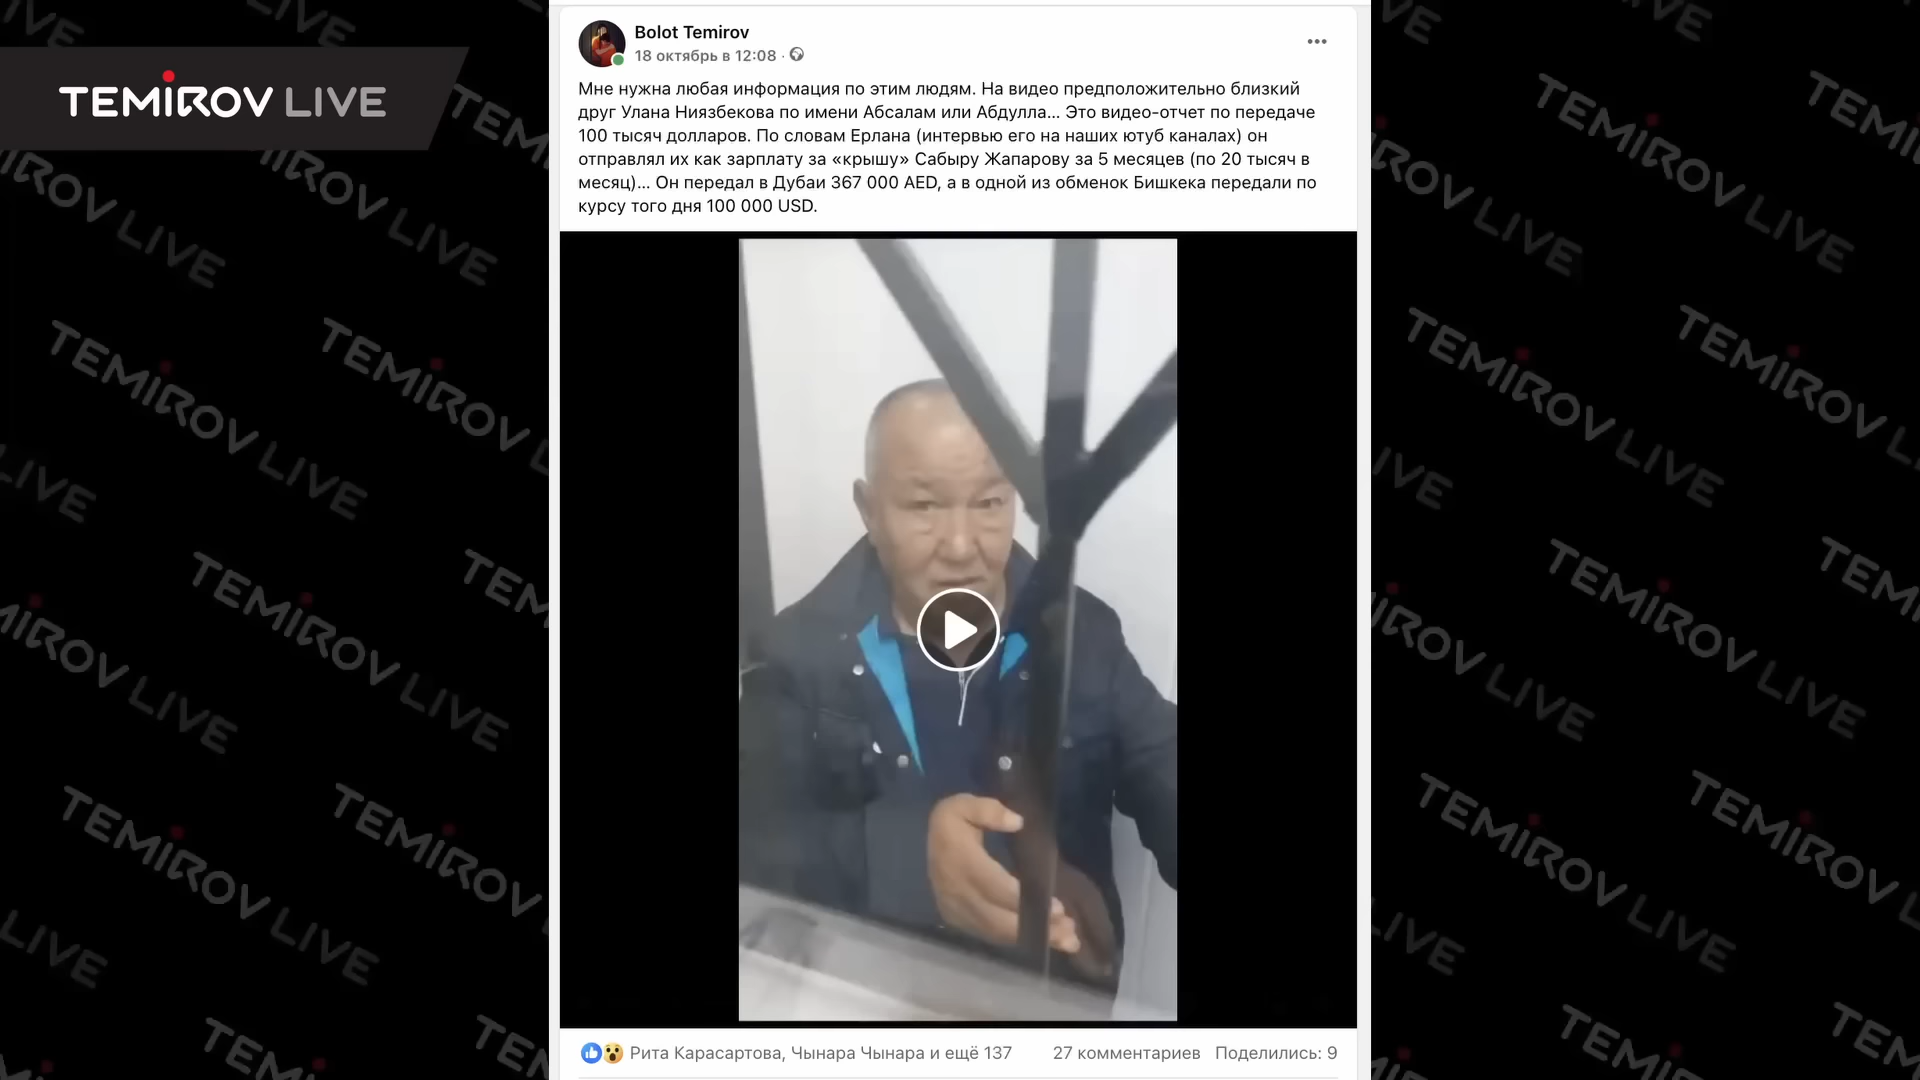 TEMIROV LIVE
Bolot Temirov
18 октябрь в 12:08 ·
Мне нужна любая информация по этим людям. На видео предположительно близкий
друг Улана Ниязбекова по имени Абсалам или Абдулла... Это видео-отчет по передаче
100 тысяч долларов. По словам Ерлана (интервью его на наших ютуб каналах) он
отправлял их как зарплату за «крышу» Сабыру Жапарову за 5 месяцев (по 20 тысяч в
месяц)... Он передал в Дубаи 367 000 AED, а в одной из обменок Бишкека передали по
курсу того дня 100 000 USD.
Рита Карасартова, Чынара Чынара и ещё 137 27 комментариев Поделились: 9